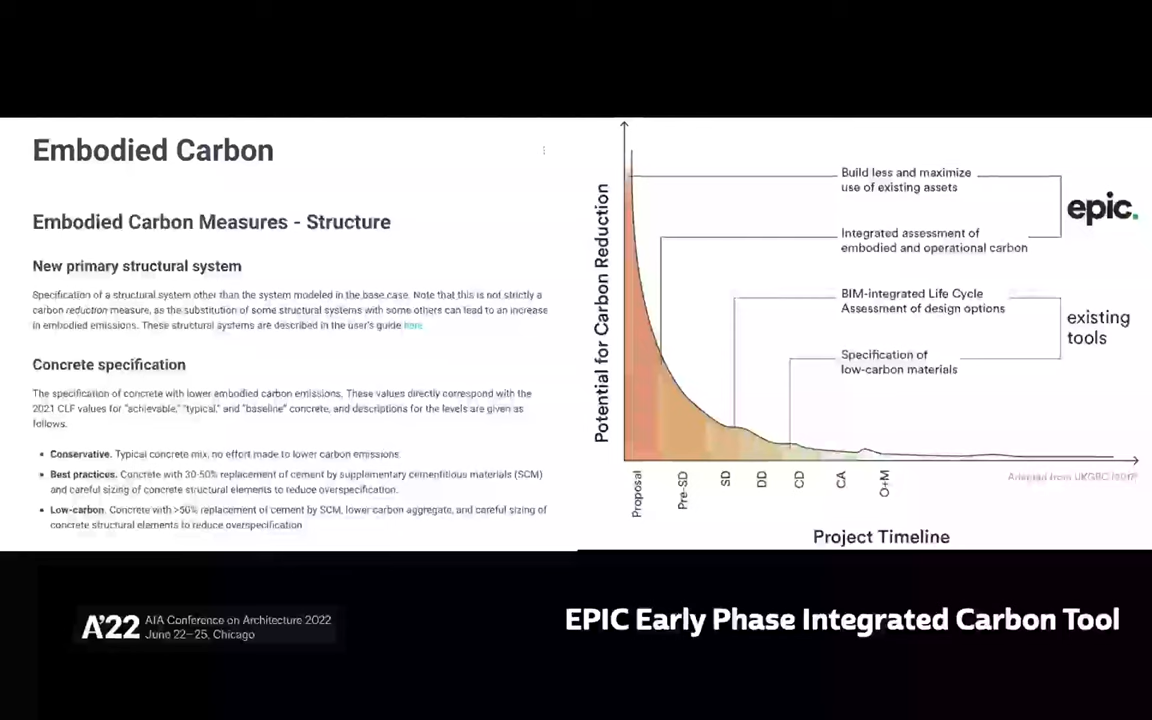 Embodied Carbon
Embodied Carbon Measures - Structure
New primary structural system
Specification of a structural system other than the system modeled in the base case. Note that this is not strictly a
carbon reduction measure, as the substitution of some structural systems with some others can lead to an increase
in embodied emissions. These structural systems are described in the user's guide here
Concrete specification
The specification of concrete with lower embodied carbon emissions. These values directly correspond with the
2021 CLF values for "achievable," "typical," and "baseline" concrete, and descriptions for the levels are given as
follows.
• Conservative. Typical concrete mix, no effort made to lower carbon emissions.
• Best practices. Concrete with 30-50% replacement of cement by supplementary cementitious materials (SCM)
and careful sizing of concrete structural elements to reduce overspecification.
• Low-carbon. Concrete with >50% replacement of cement by SCM, lower carbon aggregate, and careful sizing of
concrete structural elements to reduce overspecification
Potential for Carbon Reduction
Build less and maximize
use of existing assets
epic.
Integrated assessment of
embodied and operational carbon
BIM-integrated Life Cycle
Assessment of design options
existing
tools
Specification of
low-carbon materials
Proposal
Pre-SD
SD
DD
CD
CA
O+M
Adapted from UKGBC
Project Timeline
A'22
AIA Conference on Architecture 2022
June 22–25, Chicago
EPIC Early Phase Integrated Carbon Tool